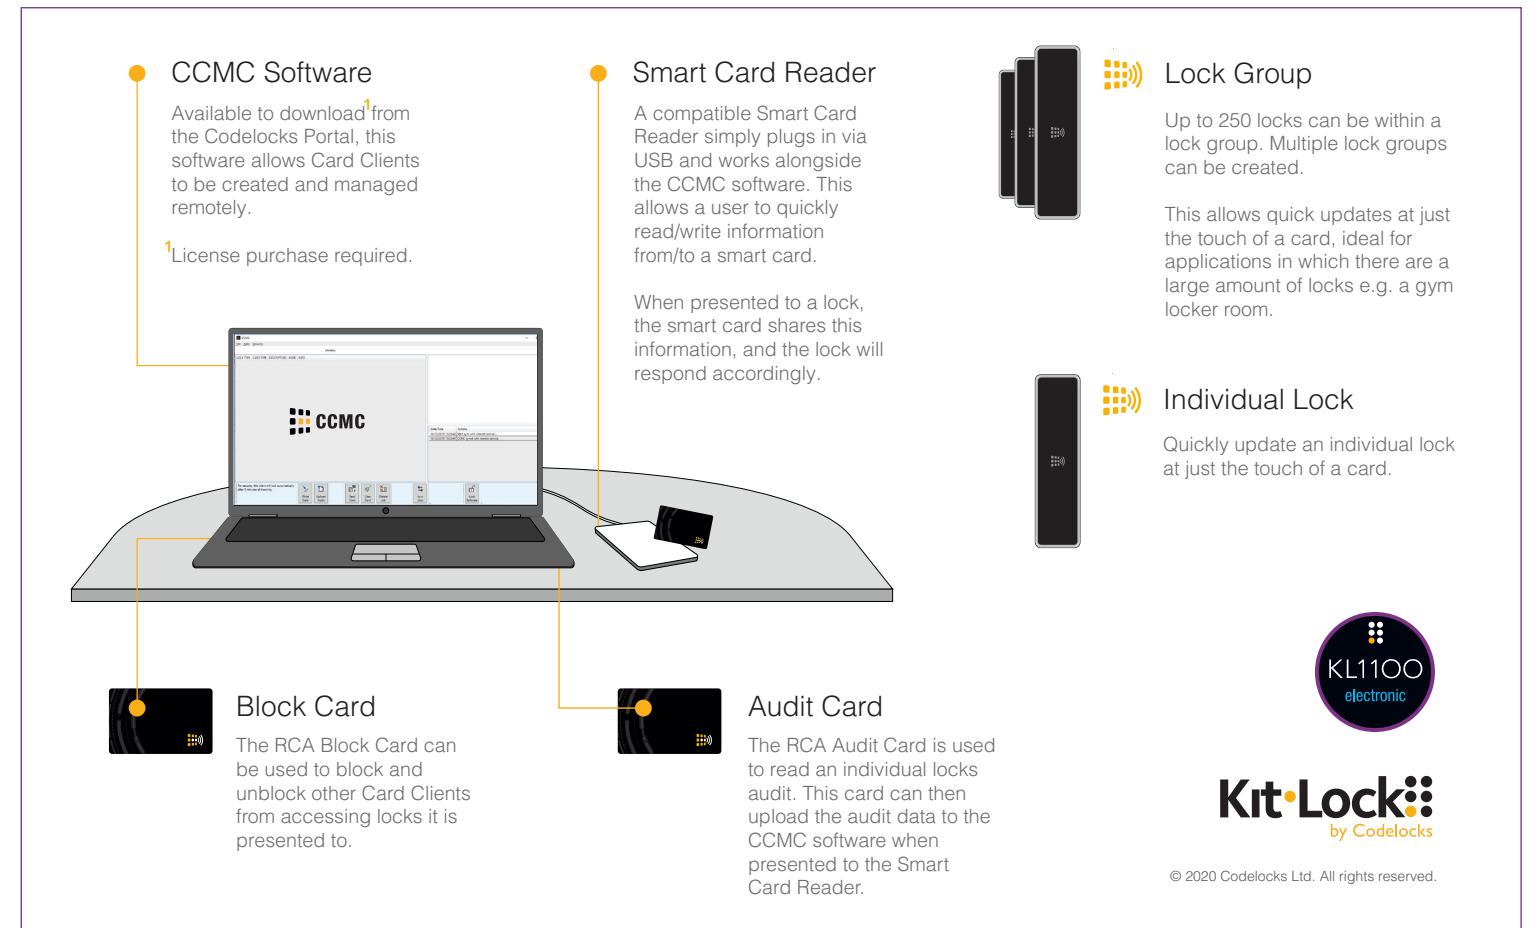 CCMC Software
Available to download¹from
the Codelocks Portal, this
software allows Card Clients
to be created and managed
remotely.
¹License purchase required.
Smart Card Reader
A compatible Smart Card
Reader simply plugs in via
USB and works alongside
the CCMC software. This
allows a user to quickly
read/write information
from/to a smart card.
When presented to a lock,
the smart card shares this
information, and the lock will
respond accordingly.
Lock Group
Up to 250 locks can be within a
lock group. Multiple lock groups
can be created.
This allows quick updates at just
the touch of a card, ideal for
applications in which there are a
large amount of locks e.g. a gym
locker room.
Individual Lock
Quickly update an individual lock
at just the touch of a card.
CCMC
Block Card
The RCA Block Card can
be used to block and
unblock other Card Clients
from accessing locks it is
presented to.
Audit Card
The RCA Audit Card is used
to read an individual locks
audit. This card can then
upload the audit data to the
CCMC software when
presented to the Smart
Card Reader.
KL1100
electronic
Kit•Lock
by Codelocks
© 2020 Codelocks Ltd. All rights reserved.